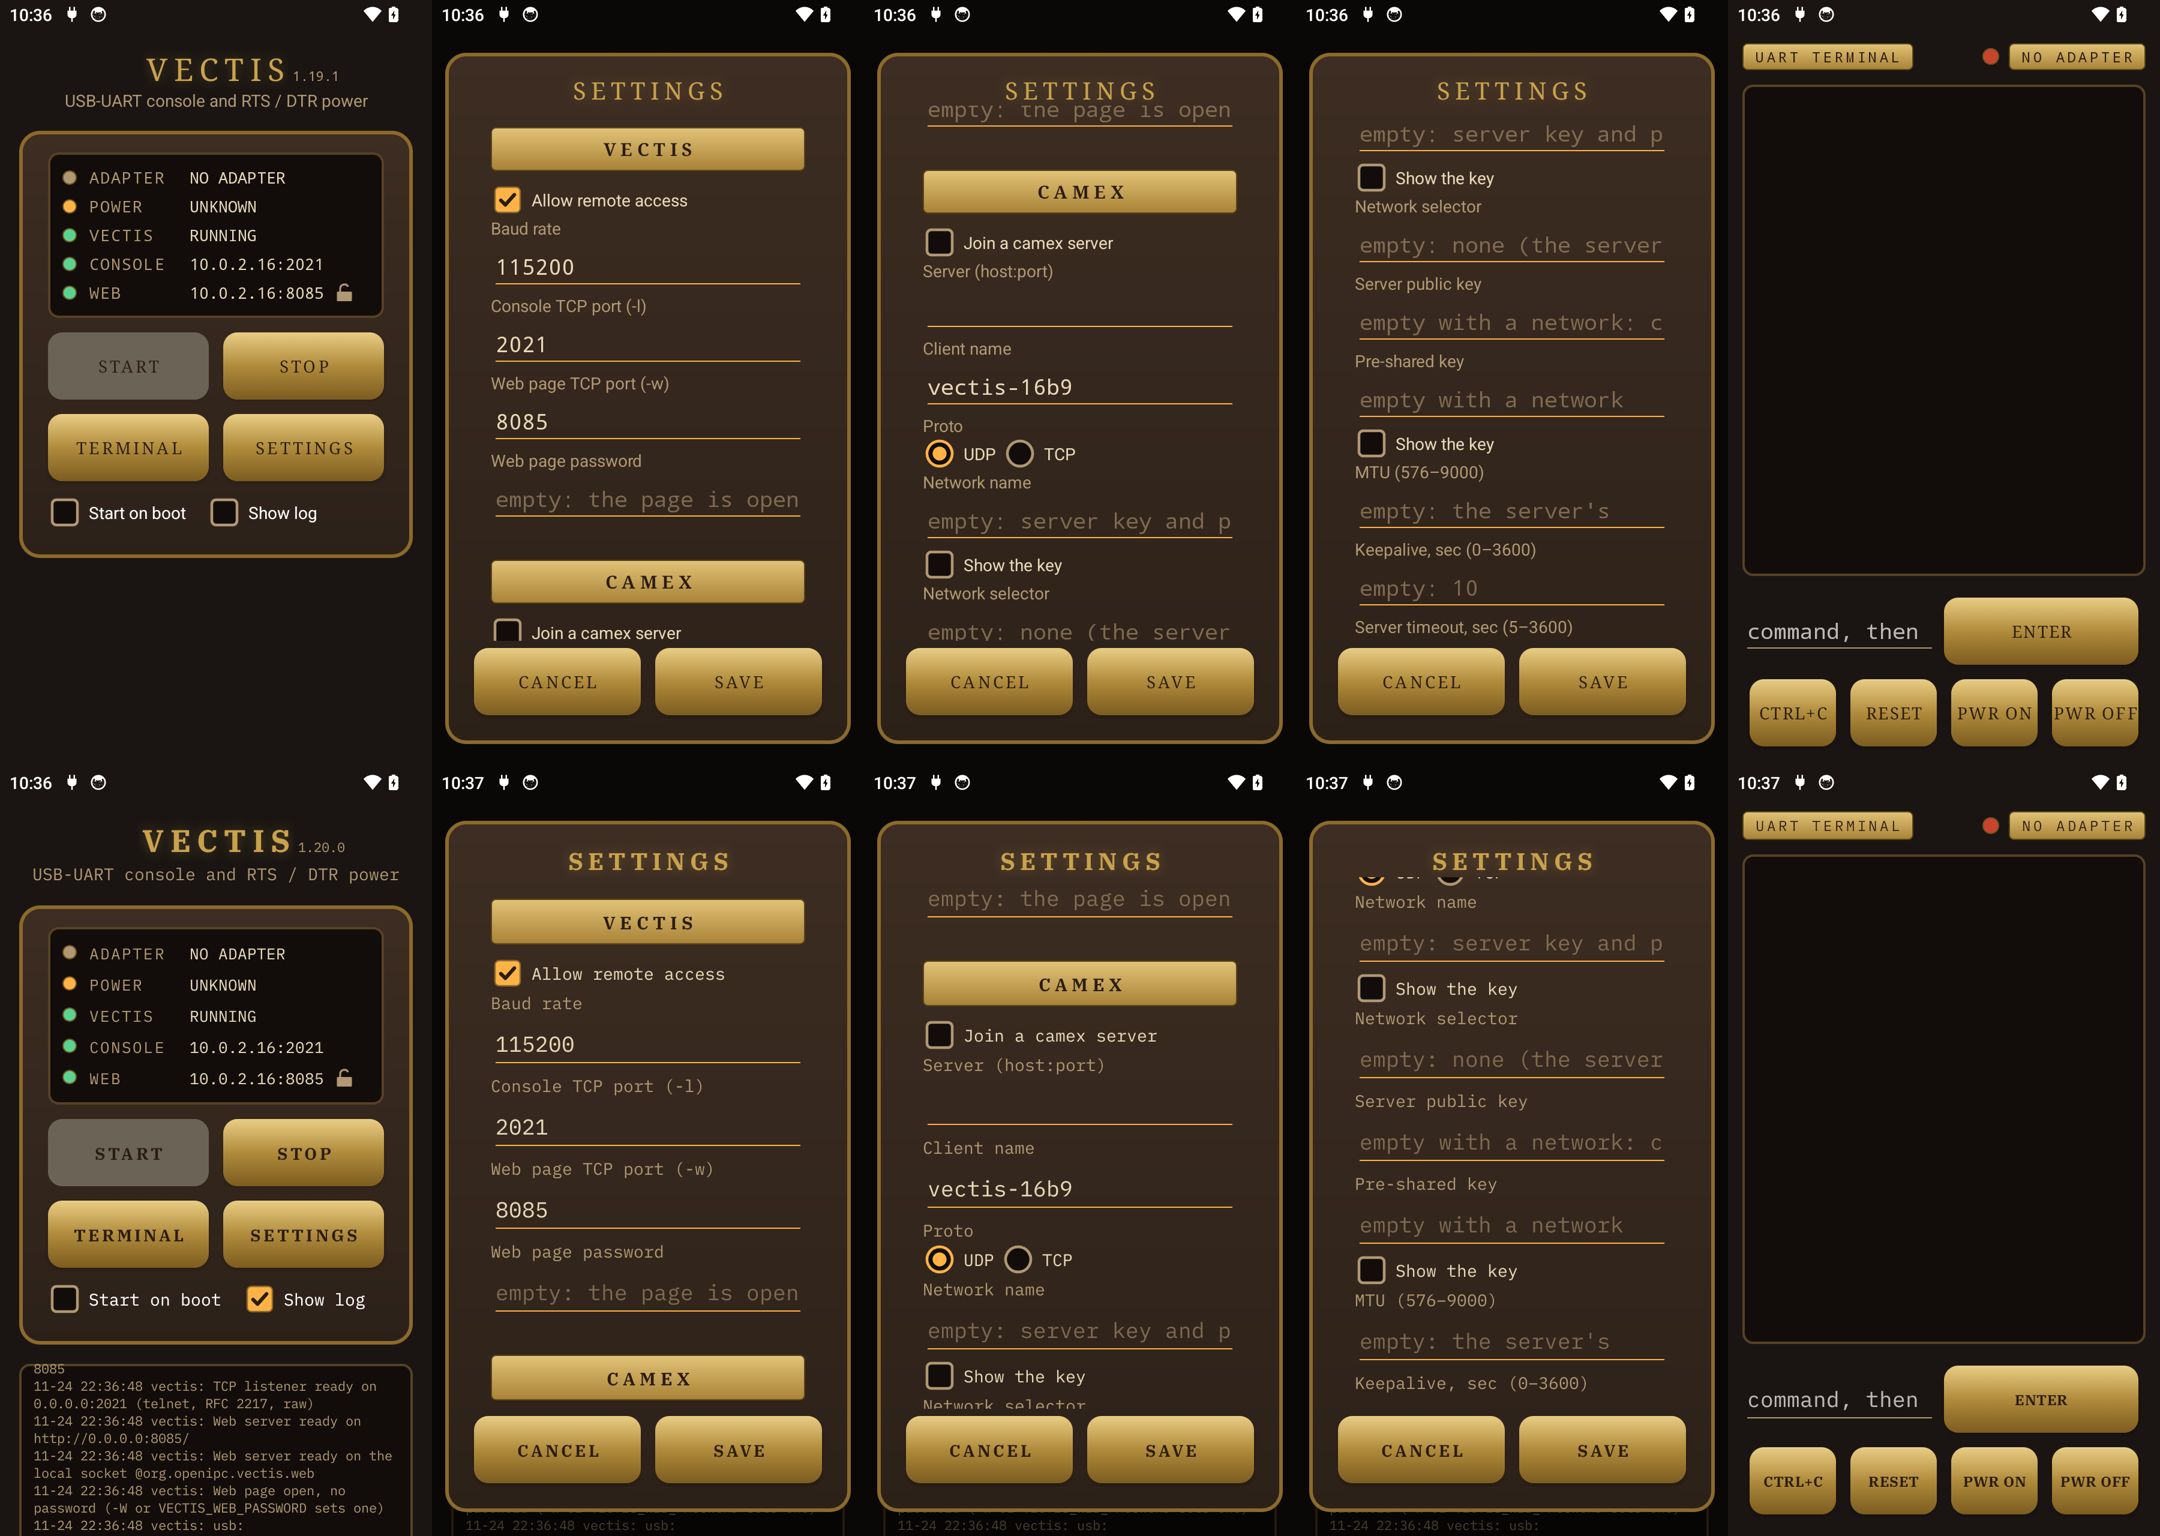 10:36
VECTIS 1.19.1
USB-UART console and RTS / DTR power
ADAPTER NO ADAPTER
POWER UNKNOWN
VECTIS RUNNING
CONSOLE 10.0.2.16:2021
WEB 10.0.2.16:8085
START STOP
TERMINAL SETTINGS
Start on boot Show log
10:36
SETTINGS
VECTIS
Allow remote access
Baud rate
115200
Console TCP port (-l)
2021
Web page TCP port (-w)
8085
Web page password
empty: the page is open
CAMEX
Join a camex server
CANCEL SAVE
10:36
SETTINGS
empty: the page is open
CAMEX
Join a camex server
Server (host:port)
Client name
vectis-16b9
Proto
UDP TCP
Network name
empty: server key and p
Show the key
Network selector
empty: none (the server
CANCEL SAVE
10:36
SETTINGS
empty: server key and p
Show the key
Network selector
empty: none (the server
Server public key
empty with a network: c
Pre-shared key
empty with a network
Show the key
MTU (576–9000)
empty: the server's
Keepalive, sec (0–3600)
empty: 10
Server timeout, sec (5–3600)
CANCEL SAVE
10:36
UART TERMINAL NO ADAPTER
command, then ENTER
CTRL+C RESET PWR ON PWR OFF
10:36
VECTIS 1.20.0
USB-UART console and RTS / DTR power
ADAPTER NO ADAPTER
POWER UNKNOWN
VECTIS RUNNING
CONSOLE 10.0.2.16:2021
WEB 10.0.2.16:8085
START STOP
TERMINAL SETTINGS
Start on boot Show log
8085
11-24 22:36:48 vectis: TCP listener ready on
0.0.0.0:2021 (telnet, RFC 2217, raw)
11-24 22:36:48 vectis: Web server ready on
http://0.0.0.0:8085/
11-24 22:36:48 vectis: Web server ready on the
local socket @org.openipc.vectis.web
11-24 22:36:48 vectis: Web page open, no
password (-W or VECTIS_WEB_PASSWORD sets one)
11-24 22:36:48 vectis: usb:
10:37
SETTINGS
VECTIS
Allow remote access
Baud rate
115200
Console TCP port (-l)
2021
Web page TCP port (-w)
8085
Web page password
empty: the page is open
CAMEX
CANCEL SAVE
11-24 22:36:48 vectis: usb:
10:37
SETTINGS
empty: the page is open
CAMEX
Join a camex server
Server (host:port)
Client name
vectis-16b9
Proto
UDP TCP
Network name
empty: server key and p
Show the key
Network selector
CANCEL SAVE
11-24 22:36:48 vectis: usb:
10:37
SETTINGS
Network name
empty: server key and p
Show the key
Network selector
empty: none (the server
Server public key
empty with a network: c
Pre-shared key
empty with a network
Show the key
MTU (576–9000)
empty: the server's
Keepalive, sec (0–3600)
CANCEL SAVE
11-24 22:36:48 vectis: usb:
10:37
UART TERMINAL NO ADAPTER
command, then ENTER
CTRL+C RESET PWR ON PWR OFF